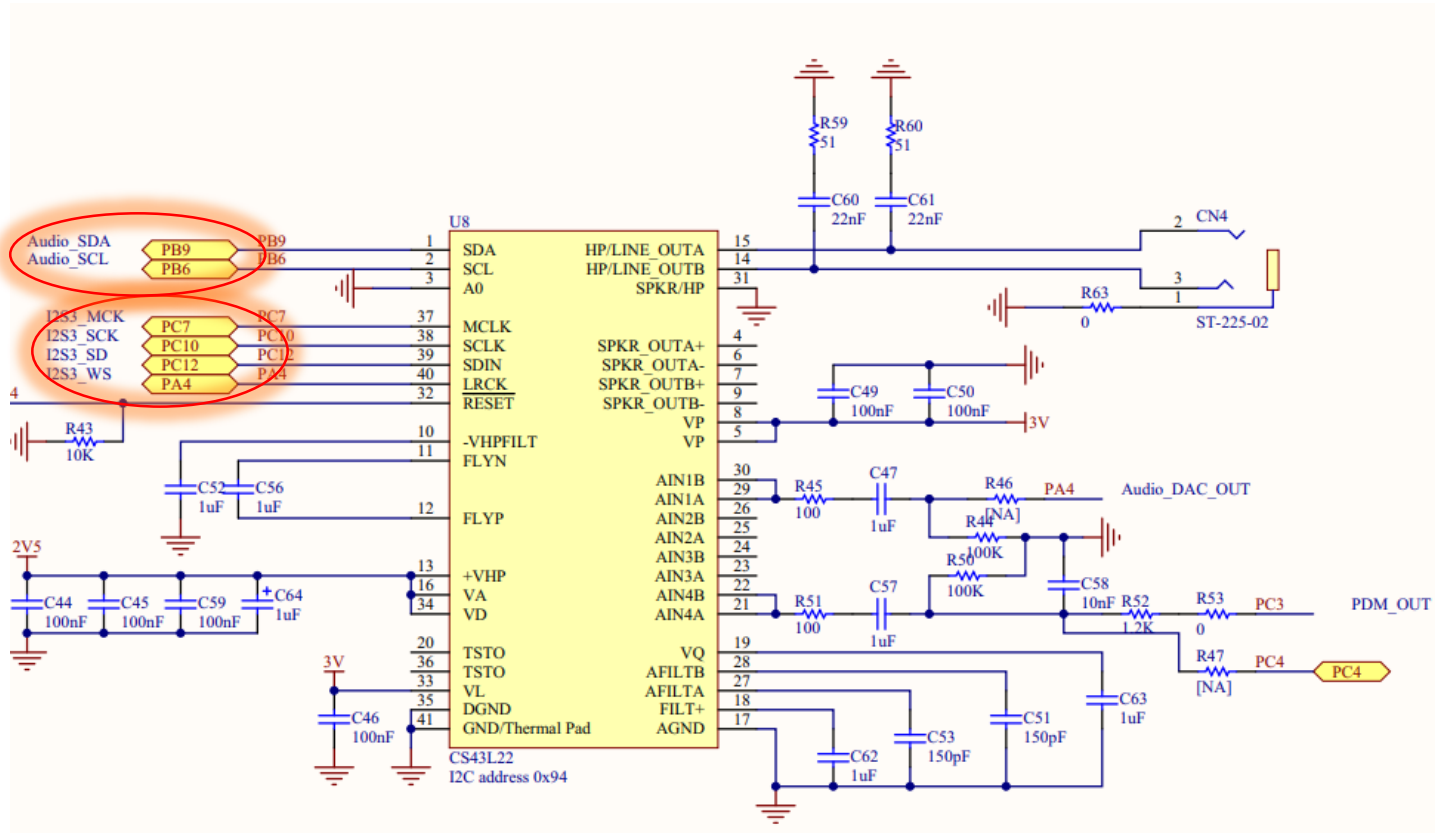 R59
51
R60
51
C60
22nF
C61
22nF
U8
CN4
Audio_SDA
PB9
PB9
1
SDA
HP/LINE_OUTA
15
2
Audio_SCL
PB6
PB6
2
SCL
HP/LINE_OUTB
14
3
A0
SPKR/HP
31
3
1
R63
0
ST-225-02
I2S3_MCK
PC7
PC7
37
MCLK
I2S3_SCK
PC10
PC10
38
SCLK
SPKR_OUTA+
4
I2S3_SD
PC12
PC12
39
SDIN
SPKR_OUTA-
6
I2S3_WS
PA4
PA4
40
LRCK
SPKR_OUTB+
7
4
32
RESET
SPKR_OUTB-
9
C49
100nF
C50
100nF
R43
10K
VP
8
3V
10
-VHPFILT
VP
5
11
FLYN
C52
1uF
C56
1uF
AIN1B
30
AIN1A
29
R45
100
C47
1uF
R46
[NA]
PA4
Audio_DAC_OUT
12
FLYP
AIN2B
26
AIN2A
25
R44
100K
AIN3B
24
2V5
13
+VHP
AIN3A
23
R50
100K
16
VA
AIN4B
22
34
VD
AIN4A
21
R51
100
C57
1uF
C58
10nF
R52
1.2K
R53
0
PC3
PDM_OUT
C44
100nF
C45
100nF
C59
100nF
+
C64
1uF
20
TSTO
VQ
19
36
TSTO
AFILTB
28
R47
[NA]
PC4
PC4
3V
33
VL
AFILTA
27
35
DGND
FILT+
18
41
GND/Thermal Pad
AGND
17
C46
100nF
C63
1uF
C51
150pF
C53
150pF
C62
1uF
CS43L22
I2C address 0x94